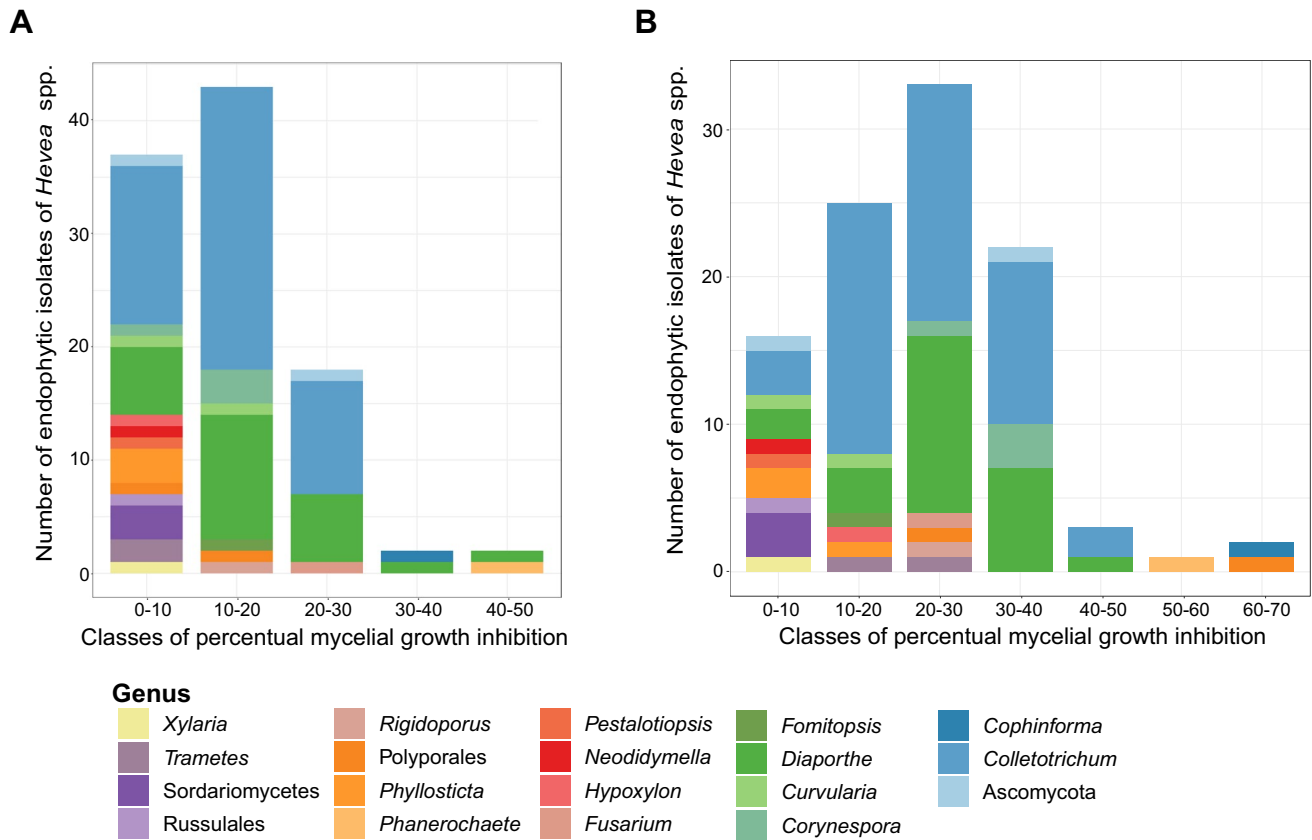 A
Number of endophytic isolates of Hevea spp.
40
30
20
10
0
0-10 10-20 20-30 30-40 40-50
Classes of percentual mycelial growth inhibition
B
Number of endophytic isolates of Hevea spp.
30
20
10
0
0-10 10-20 20-30 30-40 40-50 50-60 60-70
Classes of percentual mycelial growth inhibition
Genus
Xylaria
Trametes
Sordariomycetes
Russulales
Rigidoporus
Polyporales
Phyllosticta
Phanerochaete
Pestalotiopsis
Neodidymella
Hypoxylon
Fusarium
Fomitopsis
Diaporthe
Curvularia
Corynespora
Cophinforma
Colletotrichum
Ascomycota